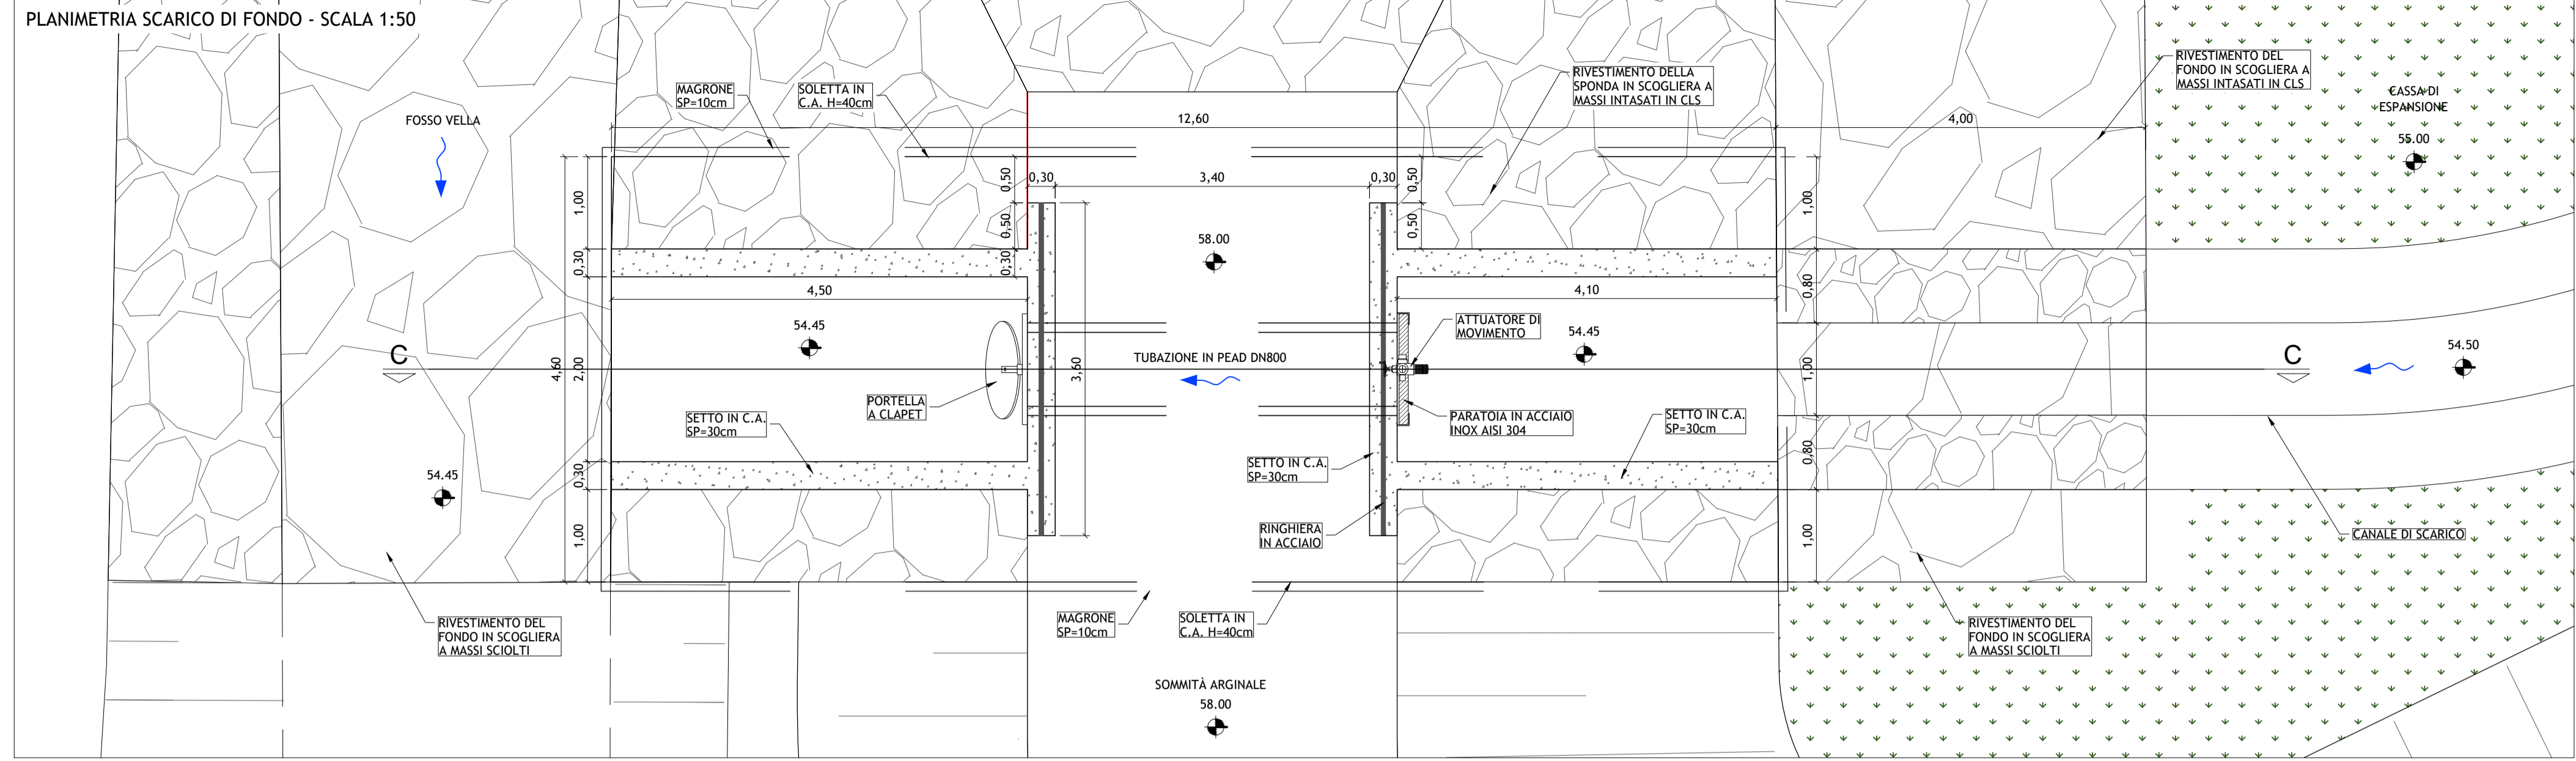 PLANIMETRIA SCARICO DI FONDO - SCALA 1:50
RIVESTIMENTO DEL
FONDO IN SCOGLIERA A
MASSI INTASATI IN CLS
RIVESTIMENTO DELLA
SPONDA IN SCOGLIERA A
MASSI INTASATI IN CLS
MAGRONE
SP=10cm
SOLETTA IN
C.A. H=40cm
CASSA DI
ESPANSIONE
55.00
FOSSO VELLA
12,60
4,00
0,50
0,30
3,40
0,30
0,50
1,00
0,50
0,50
1,00
58.00
0,30
0,30
4,50
4,10
0,80
54.45
ATTUATORE DI
MOVIMENTO
54.45
C
TUBAZIONE IN PEAD DN800
C
54.50
4,60
2,00
3,60
1,00
PORTELLA
A CLAPET
SETTO IN C.A.
SP=30cm
PARATOIA IN ACCIAIO
INOX AISI 304
SETTO IN C.A.
SP=30cm
54.45
0,30
SETTO IN C.A.
SP=30cm
0,80
1,00
RINGHIERA
IN ACCIAIO
1,00
CANALE DI SCARICO
RIVESTIMENTO DEL
FONDO IN SCOGLIERA
A MASSI SCIOLTI
MAGRONE
SP=10cm
SOLETTA IN
C.A. H=40cm
RIVESTIMENTO DEL
FONDO IN SCOGLIERA
A MASSI SCIOLTI
SOMMITÀ ARGINALE
58.00